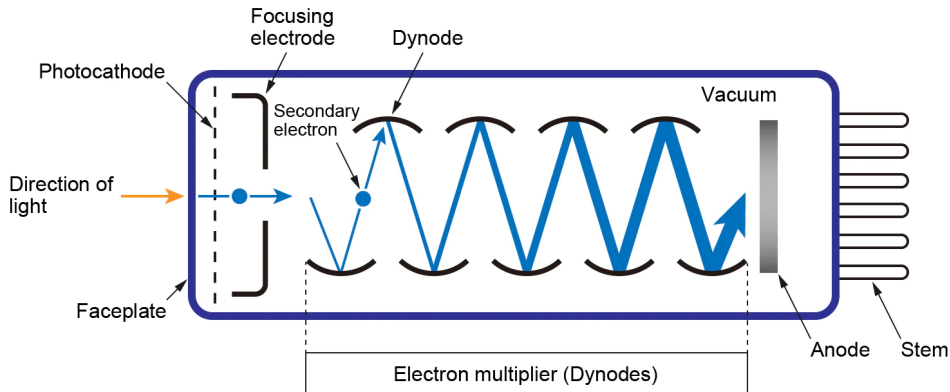 Focusing
electrode
Dynode
Photocathode
Secondary
electron
Vacuum
Direction of
light
Faceplate
Anode
Stem
Electron multiplier (Dynodes)